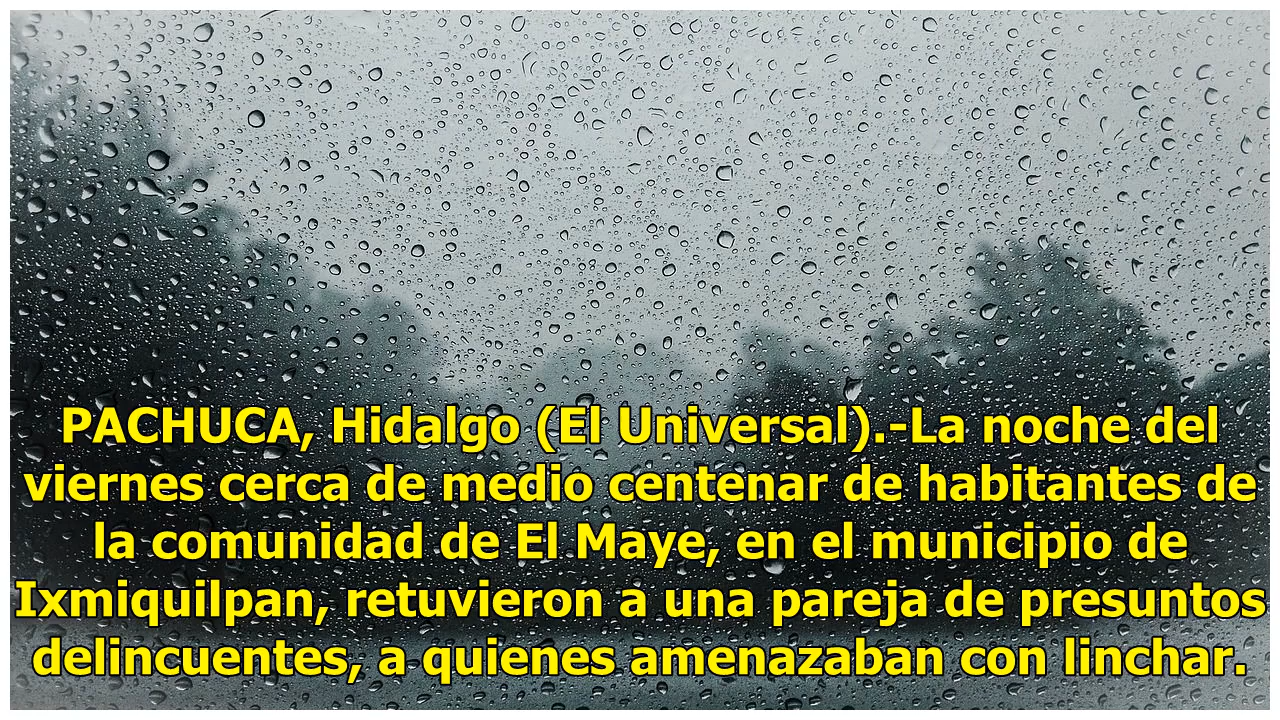 PACHUCA, Hidalgo (El Universal).-La noche del
viernes cerca de medio centenar de habitantes de
la comunidad de El Maye, en el municipio de
Ixmiquilpan, retuvieron a una pareja de presuntos
delincuentes, a quienes amenazaban con linchar.